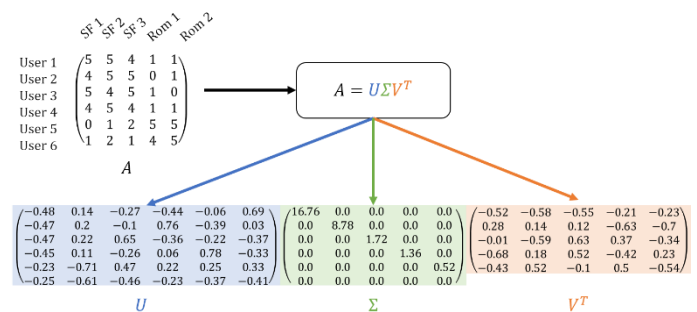 SF 1 SF 2 SF 3 Rom 1 Rom 2
User 1 5 5 4 1 1
User 2 4 5 5 0 1
User 3 5 4 5 1 0
User 4 4 5 4 1 1
User 5 0 1 2 5 5
User 6 1 2 1 4 5
A
A = UΣV^T
−0.48 0.14 −0.27 −0.44 −0.06 0.69
−0.47 0.2 −0.1 0.76 −0.39 0.03
−0.47 0.22 0.65 −0.36 −0.22 −0.37
−0.45 0.11 −0.26 0.06 0.78 −0.33
−0.23 −0.71 0.47 0.22 0.25 0.33
−0.25 −0.61 −0.46 −0.23 −0.37 −0.41
U
16.76 0.0 0.0 0.0 0.0
0.0 8.78 0.0 0.0 0.0
0.0 0.0 1.72 0.0 0.0
0.0 0.0 0.0 1.36 0.0
0.0 0.0 0.0 0.0 0.52
0.0 0.0 0.0 0.0 0.0
Σ
−0.52 −0.58 −0.55 −0.21 −0.23
0.28 0.14 0.12 −0.63 −0.7
−0.01 −0.59 0.63 0.37 −0.34
−0.68 0.18 0.52 −0.42 0.23
−0.43 0.52 −0.1 0.5 −0.54
V^T